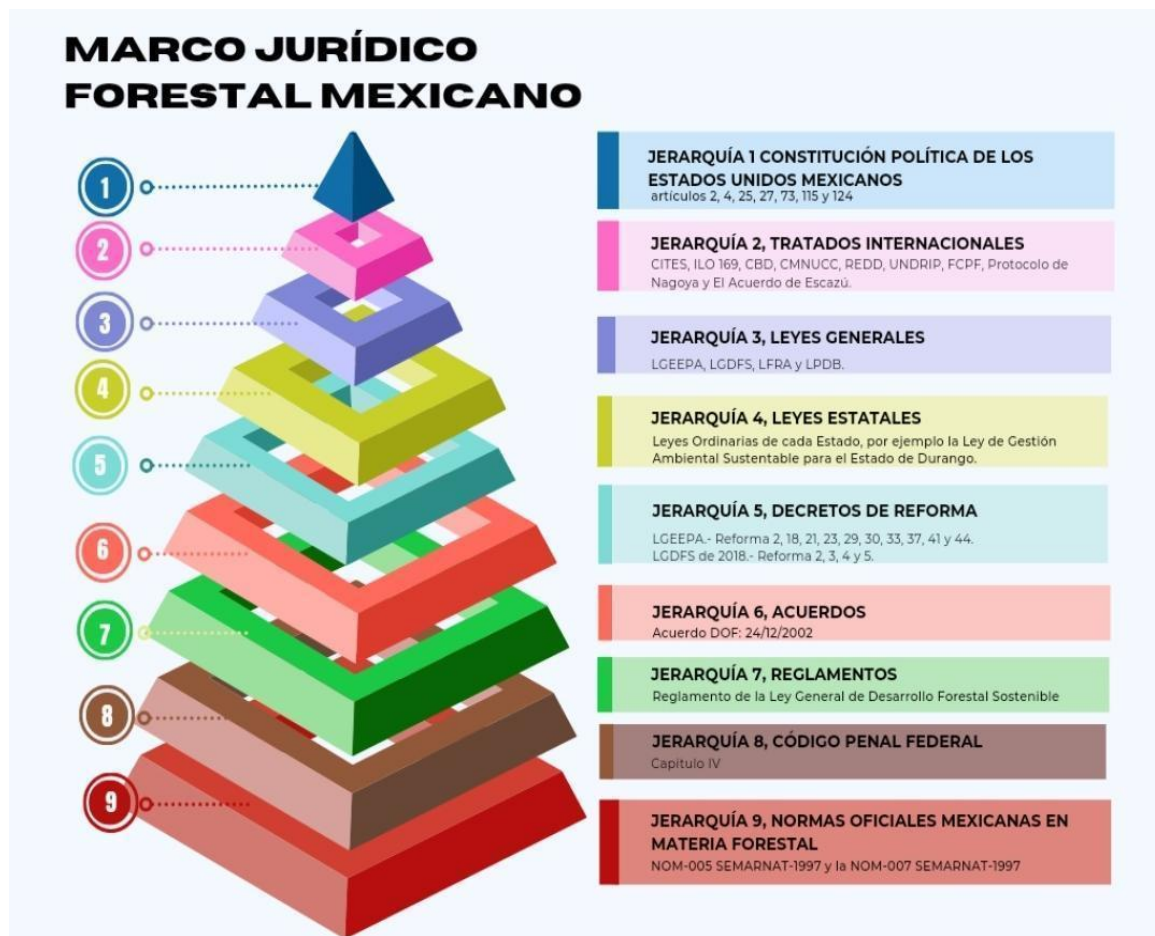 MARCO JURÍDICO
FORESTAL MEXICANO
1
JERARQUÍA 1 CONSTITUCIÓN POLÍTICA DE LOS
ESTADOS UNIDOS MEXICANOS
artículos 2, 4, 25, 27, 73, 115 y 124
2
JERARQUÍA 2, TRATADOS INTERNACIONALES
CITES, ILO 169, CBD, CMNUCC, REDD, UNDRIP, FCPF, Protocolo de
Nagoya y El Acuerdo de Escazú.
3
JERARQUÍA 3, LEYES GENERALES
LGEEPA, LGDFS, LFRA y LPDB.
4
JERARQUÍA 4, LEYES ESTATALES
Leyes Ordinarias de cada Estado, por ejemplo la Ley de Gestión
Ambiental Sustentable para el Estado de Durango.
5
JERARQUÍA 5, DECRETOS DE REFORMA
LGEEPA.- Reforma 2, 18, 21, 23, 29, 30, 33, 37, 41 y 44.
LGDFS de 2018.- Reforma 2, 3, 4 y 5.
6
JERARQUÍA 6, ACUERDOS
Acuerdo DOF: 24/12/2002
7
JERARQUÍA 7, REGLAMENTOS
Reglamento de la Ley General de Desarrollo Forestal Sostenible
8
JERARQUÍA 8, CÓDIGO PENAL FEDERAL
Capitulo IV
9
JERARQUÍA 9, NORMAS OFICIALES MEXICANAS EN
MATERIA FORESTAL
NOM-005 SEMARNAT-1997 y la NOM-007 SEMARNAT-1997